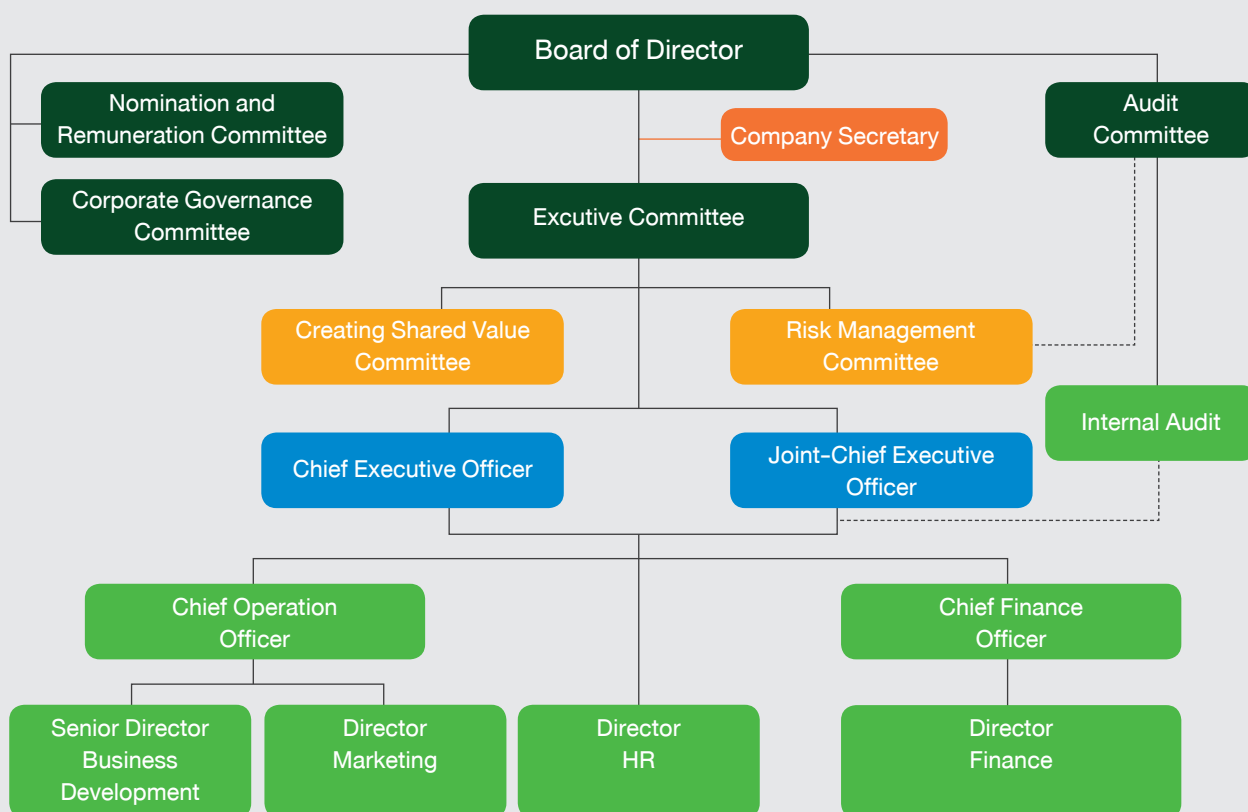 Board of Director
Nomination and
Remuneration Committee
Audit
Committee
Company Secretary
Corporate Governance
Committee
Excutive Committee
Creating Shared Value
Committee
Risk Management
Committee
Internal Audit
Chief Executive Officer
Joint-Chief Executive
Officer
Chief Operation
Officer
Chief Finance
Officer
Senior Director
Business
Development
Director
Marketing
Director
HR
Director
Finance